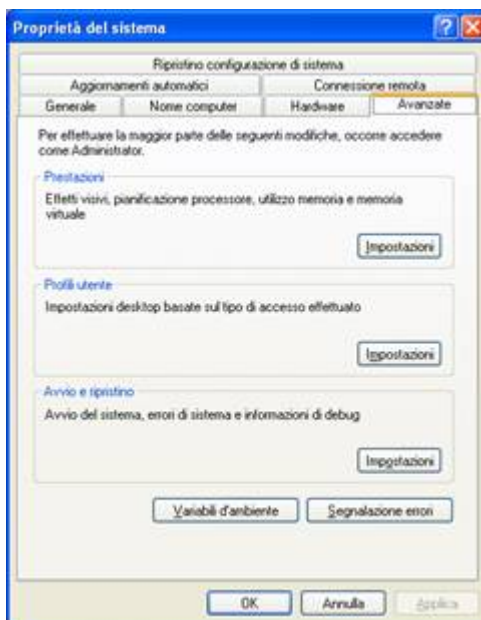 Proprietà del sistema
Ripristino configurazione di sistema
Aggiornamenti automatici
Connessione remota
Generale
Nome computer
Hardware
Avanzate
Per effettuare la maggior parte delle seguenti modifiche, occorre accedere
come Administrator.
Prestazioni
Effetti visivi, pianificazione processore, utilizzo memoria e memoria
virtuale
Impostazioni
Profili utente
Impostazioni desktop basate sul tipo di accesso effettuato
Impostazioni
Avvio e ripristino
Avvio del sistema, errori di sistema e informazioni di debug
Impostazioni
Variabili d'ambiente
Segnalazione errori
OK
Annulla
Applica